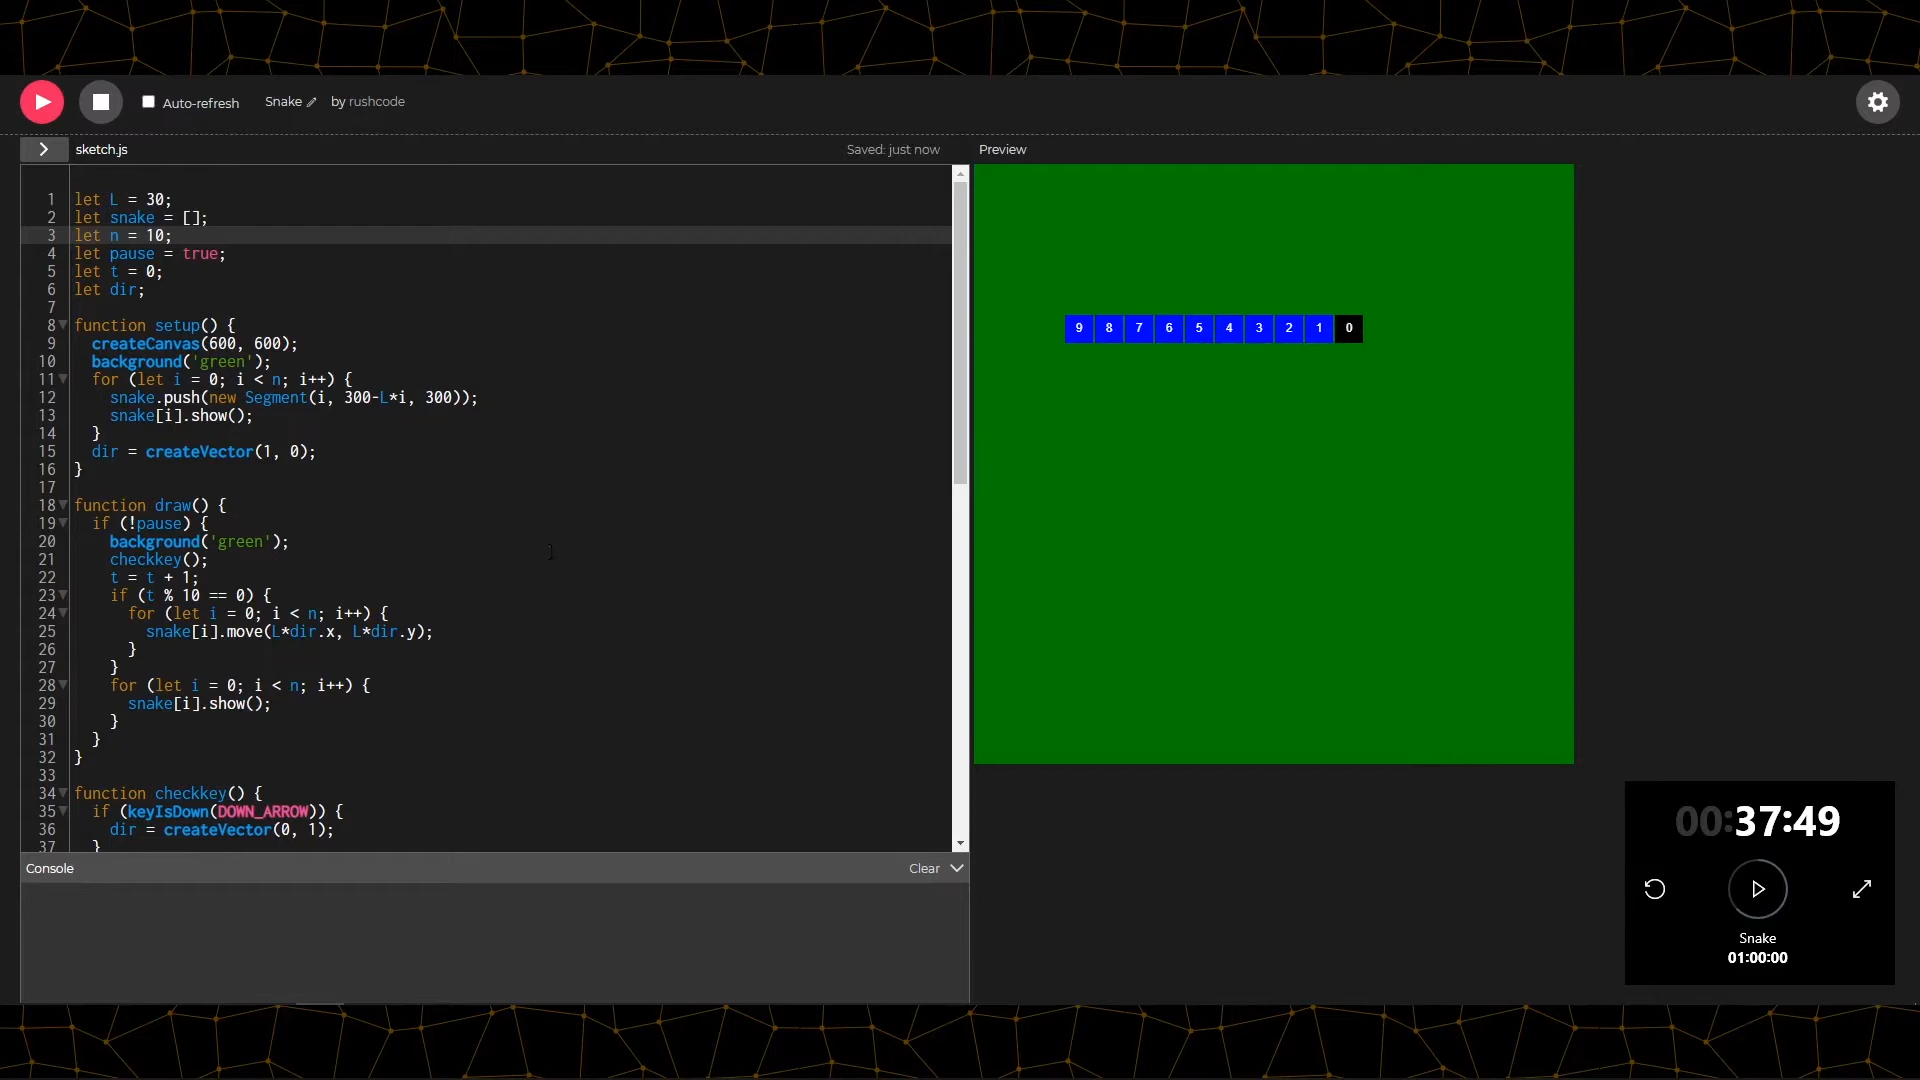 Auto-refresh Snake by rushcode
sketch.js Saved: just now Preview
1 let L = 30;
2 let snake = [];
3 let n = 10;
4 let pause = true;
5 let t = 0;
6 let dir;
7
8 function setup() {
9 createCanvas(600, 600);
10 background('green');
11 for (let i = 0; i < n; i++) {
12 snake.push(new Segment(i, 300-L*i, 300));
13 snake[i].show();
14 }
15 dir = createVector(1, 0);
16 }
17
18 function draw() {
19 if (!pause) {
20 background('green');
21 checkkey();
22 t = t + 1;
23 if (t % 10 == 0) {
24 for (let i = 0; i < n; i++) {
25 snake[i].move(L*dir.x, L*dir.y);
26 }
27 }
28 for (let i = 0; i < n; i++) {
29 snake[i].show();
30 }
31 }
32 }
33
34 function checkkey() {
35 if (keyIsDown(DOWN_ARROW)) {
36 dir = createVector(0, 1);
37 }
Console Clear
9 8 7 6 5 4 3 2 1 0
00:37:49
Snake
01:00:00